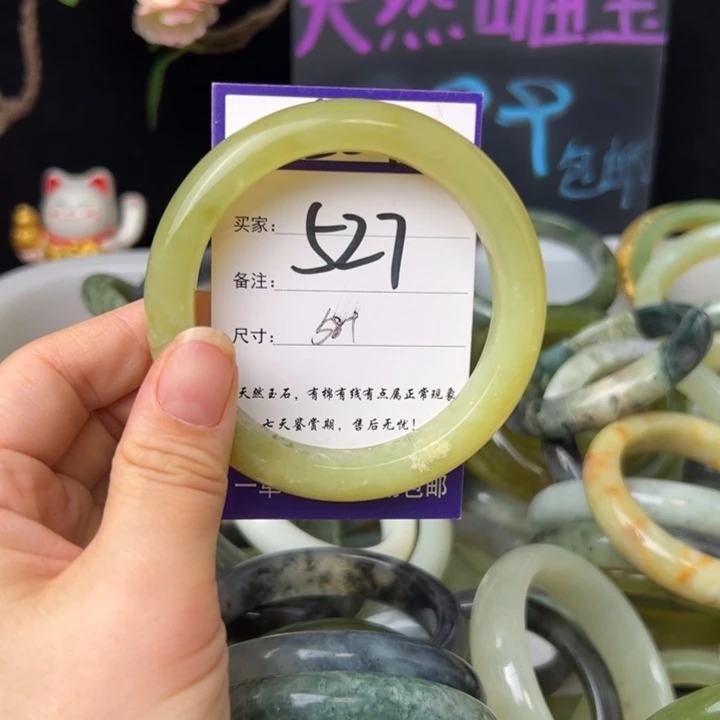 天然岫玉
包邮
买家: 527
备注:
尺寸: 58
天然玉石，有棉有线有点属正常现象
七天鉴赏期，售后无忧!
包邮